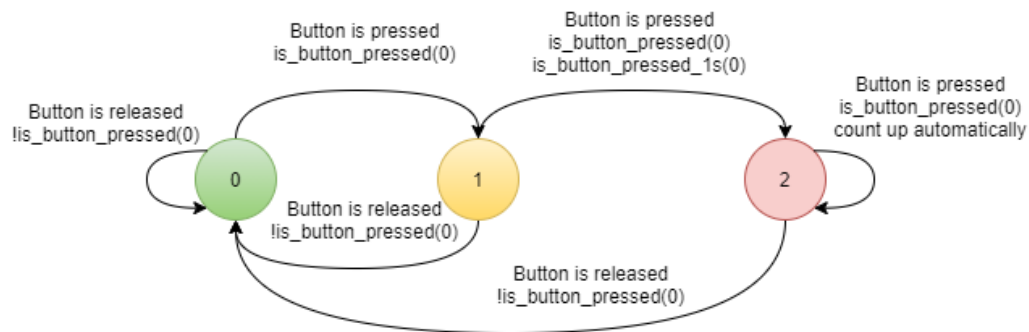 Button is pressed
is_button_pressed(0)
Button is pressed
is_button_pressed(0)
is_button_pressed_1s(0)
Button is released
!is_button_pressed(0)
Button is pressed
is_button_pressed(0)
count up automatically
0
1
2
Button is released
!is_button_pressed(0)
Button is released
!is_button_pressed(0)